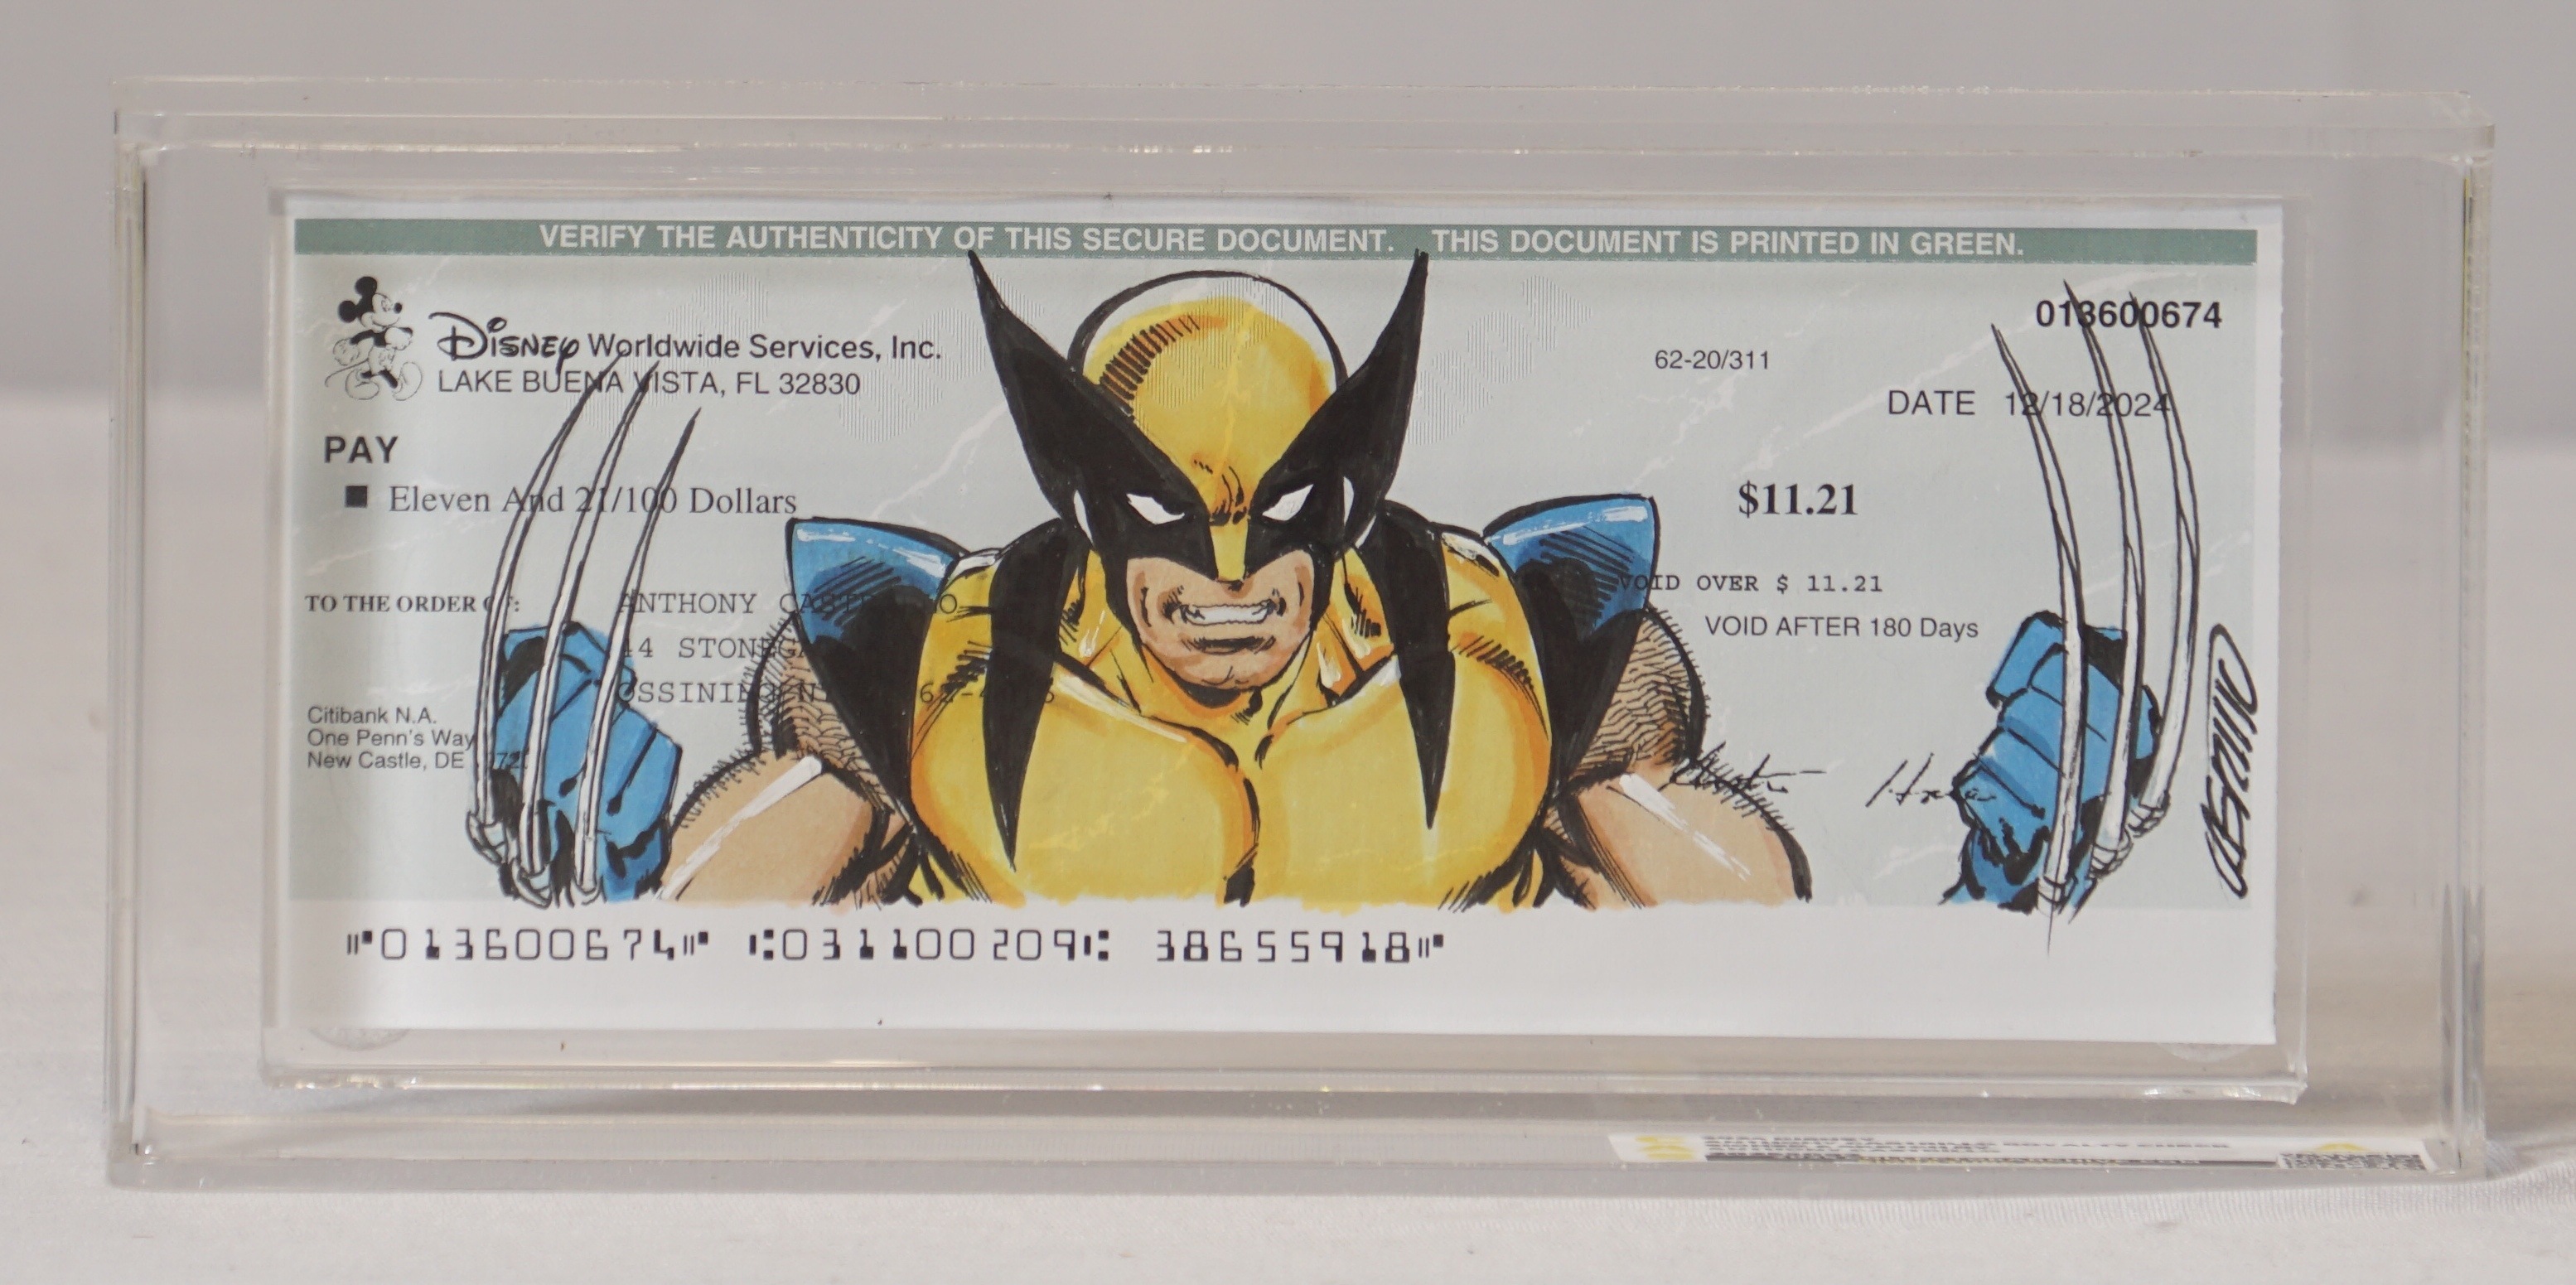 VERIFY THE AUTHENTICITY OF THIS SECURE DOCUMENT. THIS DOCUMENT IS PRINTED IN GREEN.
013600674
Disney Worldwide Services, Inc.
LAKE BUENA VISTA, FL 32830
62-20/311
DATE 12/18/2024
PAY
Eleven And 21/100 Dollars
$11.21
VOID OVER $ 11.21
VOID AFTER 180 Days
TO THE ORDER OF:
ANTHONY
14
OSSINING NY
Citibank N.A.
One Penn's Way
New Castle, DE
013600674 031100209 38655918